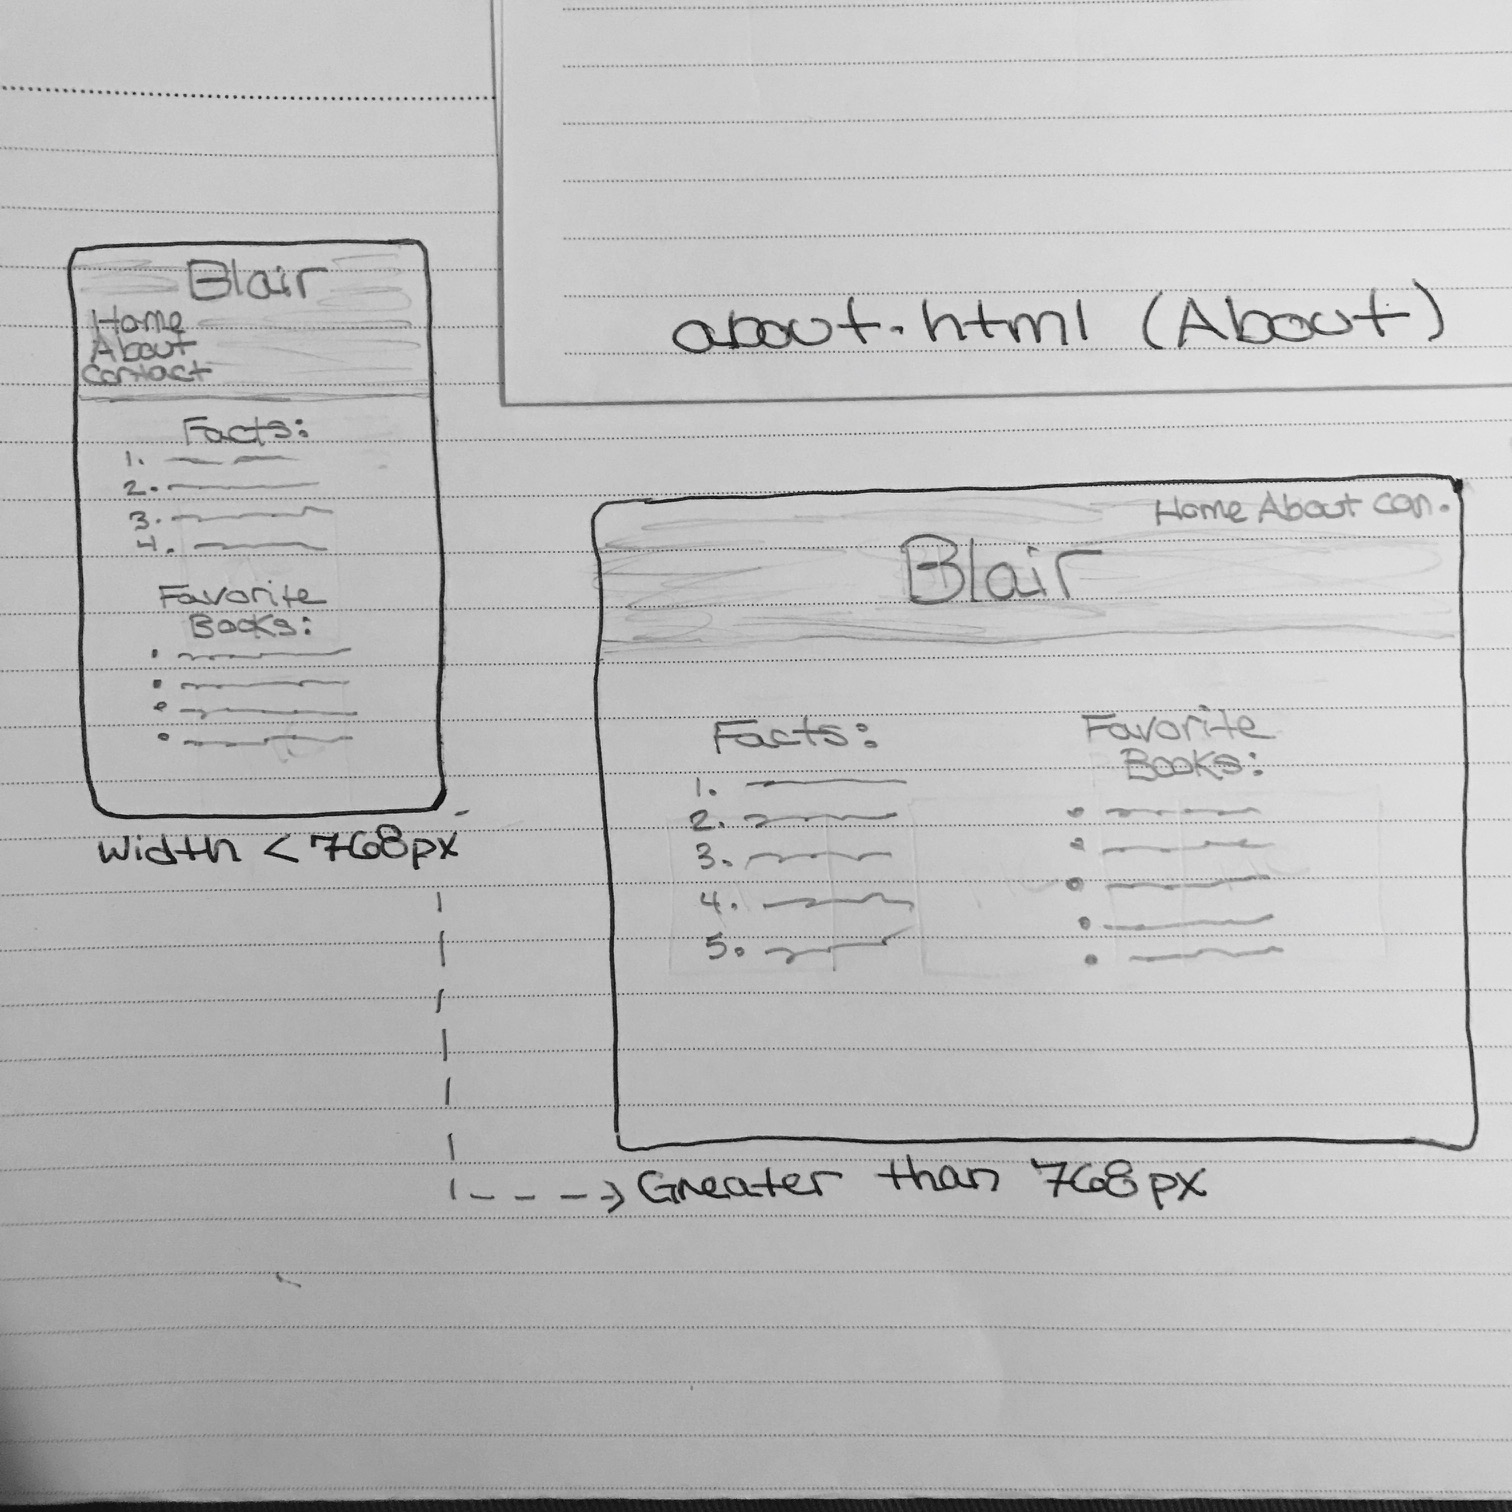 about.html (About)
Blair
Home
About
Contact
Facts:
1.
2.
3.
4.
Favorite
Books:
Width < 768px
Home About Con.
Blair
Facts:
1.
2.
3.
4.
5.
Favorite
Books:
Greater than 768px